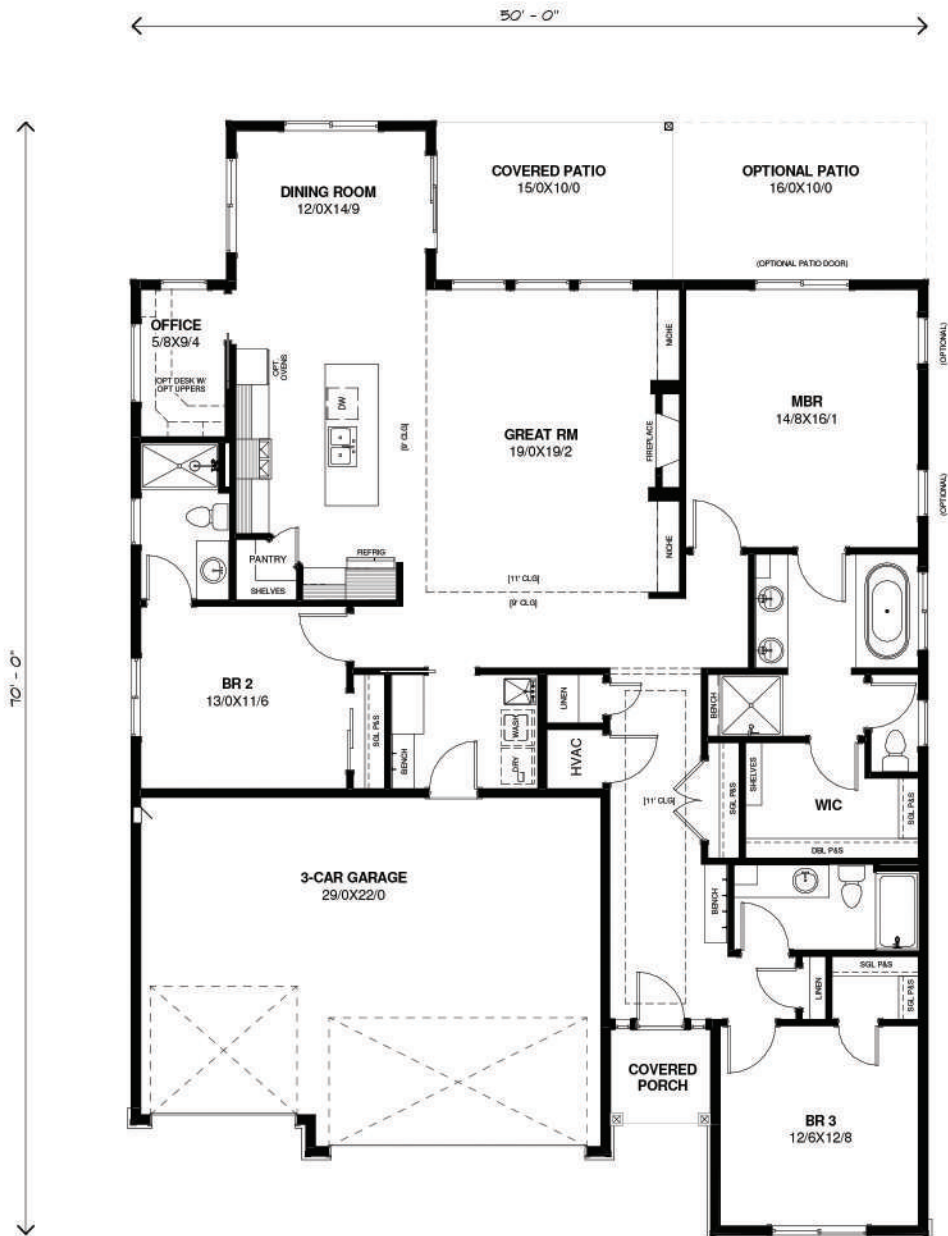 50' - 0"
70' - 0"
DINING ROOM
12/0X14/9
COVERED PATIO
15/0X10/0
OPTIONAL PATIO
16/0X10/0
(OPTIONAL PATIO DOOR)
OFFICE
5/8X9/4
OPT DESK W/
OPT UPPERS
OPT.
OVENS
DW
[9' CLG]
GREAT RM
19/0X19/2
NICHE
FIREPLACE
NICHE
MBR
14/8X16/1
(OPTIONAL)
(OPTIONAL)
PANTRY
SHELVES
REFRIG
[11' CLG]
[9' CLG]
BR 2
13/0X11/6
SGL P&S
BENCH
WASH
DRY
LINEN
HVAC
[11' CLG]
BENCH
SHELVES
WIC
SGL P&S
DBL P&S
SGL P&S
3-CAR GARAGE
29/0X22/0
BENCH
LINEN
SGL P&S
SGL P&S
COVERED
PORCH
BR 3
12/6X12/8